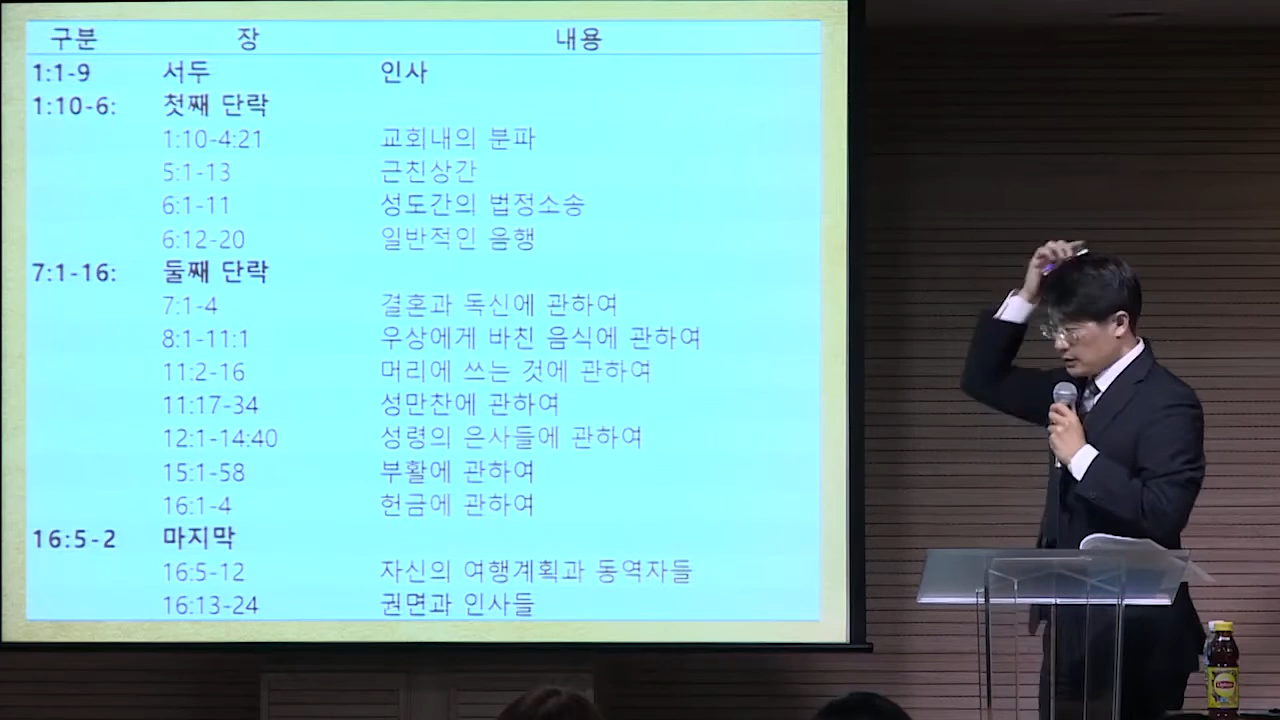 구분 장 내용
1:1-9 서두 인사
1:10-6: 첫째 단락
1:10-4:21 교회내의 분파
5:1-13 근친상간
6:1-11 성도간의 법정소송
6:12-20 일반적인 음행
7:1-16: 둘째 단락
7:1-4 결혼과 독신에 관하여
8:1-11:1 우상에게 바친 음식에 관하여
11:2-16 머리에 쓰는 것에 관하여
11:17-34 성만찬에 관하여
12:1-14:40 성령의 은사들에 관하여
15:1-58 부활에 관하여
16:1-4 헌금에 관하여
16:5-2 마지막
16:5-12 자신의 여행계획과 동역자들
16:13-24 권면과 인사들
Lipton